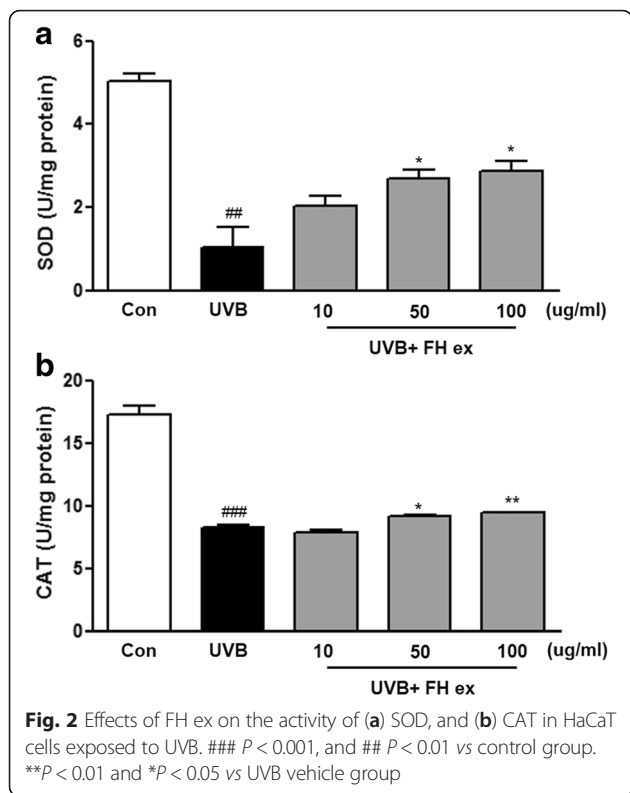 a
6
4
2
0
SOD (U/mg protein)
##
*
*
Con UVB 10 50 100 (ug/ml)
UVB+ FH ex
b
20
15
10
5
0
CAT (U/mg protein)
###
*
**
Con UVB 10 50 100 (ug/ml)
UVB+ FH ex
Fig. 2 Effects of FH ex on the activity of (a) SOD, and (b) CAT in HaCaT
cells exposed to UVB. ### P < 0.001, and ## P < 0.01 vs control group.
**P < 0.01 and *P < 0.05 vs UVB vehicle group